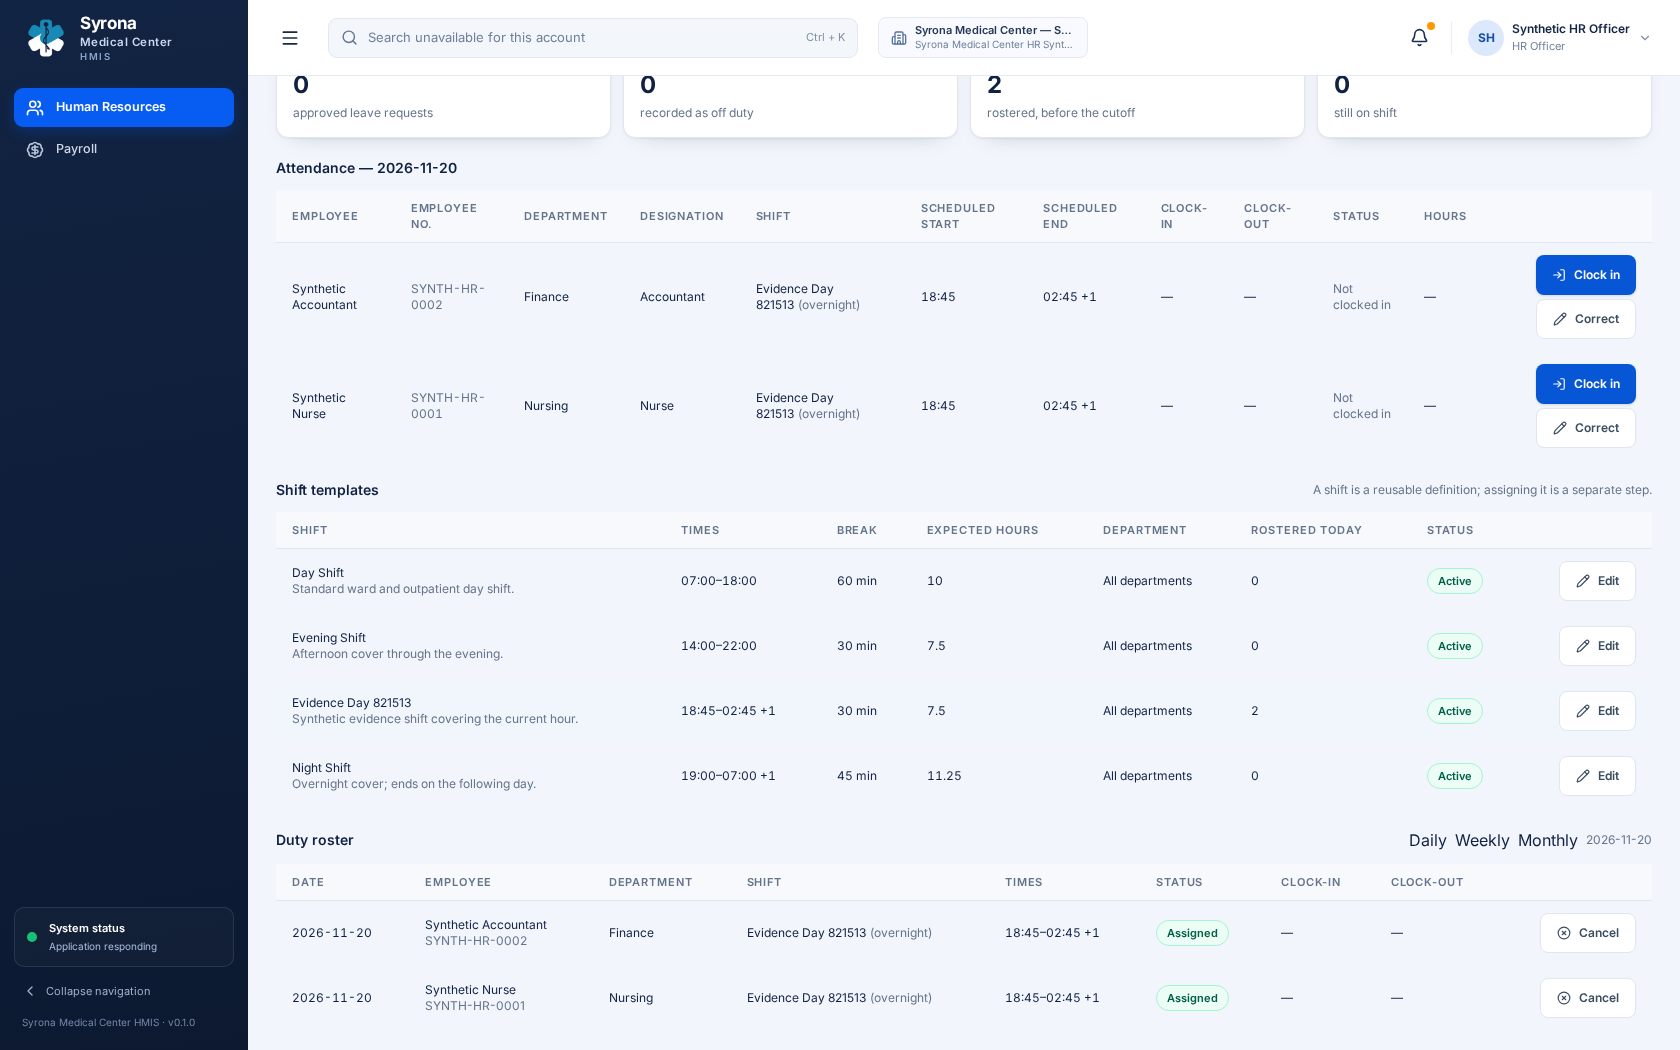 Syrona
Medical Center
HMIS
Human Resources
Payroll
System status
Application responding
Collapse navigation
Syrona Medical Center HMIS · v0.1.0
Search unavailable for this account
Ctrl + K
Syrona Medical Center — S...
Syrona Medical Center HR Synt...
SH
Synthetic HR Officer
HR Officer
0 0 2 0
approved leave requests recorded as off duty rostered, before the cutoff still on shift
Attendance — 2026-11-20
EMPLOYEE EMPLOYEE NO. DEPARTMENT DESIGNATION SHIFT SCHEDULED START SCHEDULED END CLOCK-IN CLOCK-OUT STATUS HOURS
Synthetic Accountant SYNTH-HR-0002 Finance Accountant Evidence Day 821513 (overnight) 18:45 02:45 +1 — — Not clocked in — Clock in
Correct
Synthetic Nurse SYNTH-HR-0001 Nursing Nurse Evidence Day 821513 (overnight) 18:45 02:45 +1 — — Not clocked in — Clock in
Correct
Shift templates A shift is a reusable definition; assigning it is a separate step.
SHIFT TIMES BREAK EXPECTED HOURS DEPARTMENT ROSTERED TODAY STATUS
Day Shift
Standard ward and outpatient day shift.
07:00–18:00 60 min 10 All departments 0 Active Edit
Evening Shift
Afternoon cover through the evening.
14:00–22:00 30 min 7.5 All departments 0 Active Edit
Evidence Day 821513
Synthetic evidence shift covering the current hour.
18:45–02:45 +1 30 min 7.5 All departments 2 Active Edit
Night Shift
Overnight cover; ends on the following day.
19:00–07:00 +1 45 min 11.25 All departments 0 Active Edit
Duty roster Daily Weekly Monthly 2026-11-20
DATE EMPLOYEE DEPARTMENT SHIFT TIMES STATUS CLOCK-IN CLOCK-OUT
2026-11-20 Synthetic Accountant SYNTH-HR-0002 Finance Evidence Day 821513 (overnight) 18:45–02:45 +1 Assigned — — Cancel
2026-11-20 Synthetic Nurse SYNTH-HR-0001 Nursing Evidence Day 821513 (overnight) 18:45–02:45 +1 Assigned — — Cancel